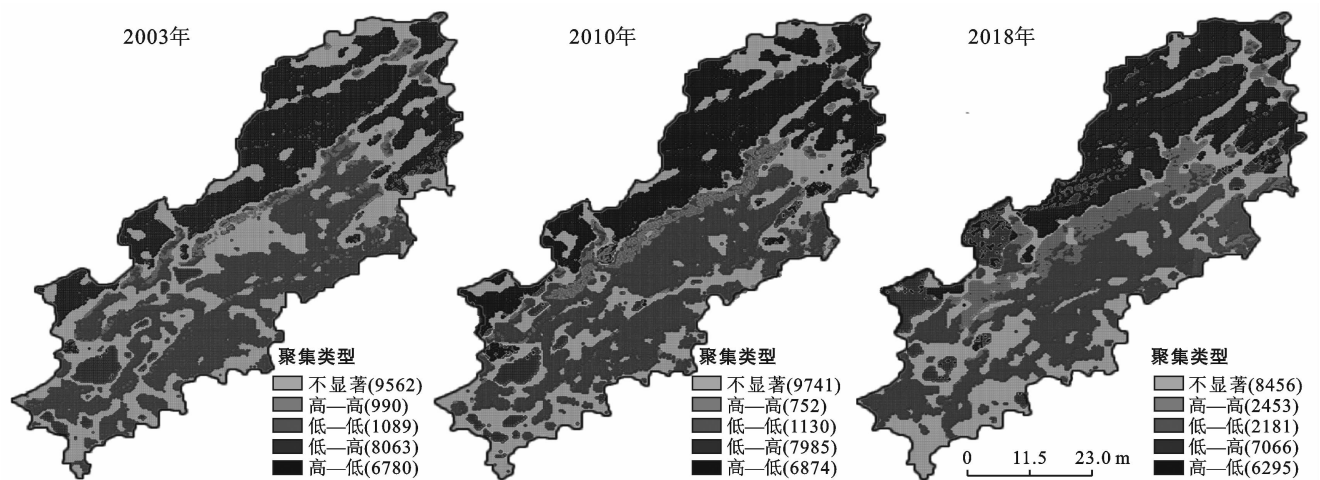 2003年
2010年
2018年
聚集类型
不显著(9562)
高—高(990)
低—低(1089)
低—高(8063)
高—低(6780)
聚集类型
不显著(9741)
高—高(752)
低—低(1130)
低—高(7985)
高—低(6874)
聚集类型
不显著(8456)
高—高(2453)
低—低(2181)
低—高(7066)
高—低(6295)
0 11.5 23.0 m